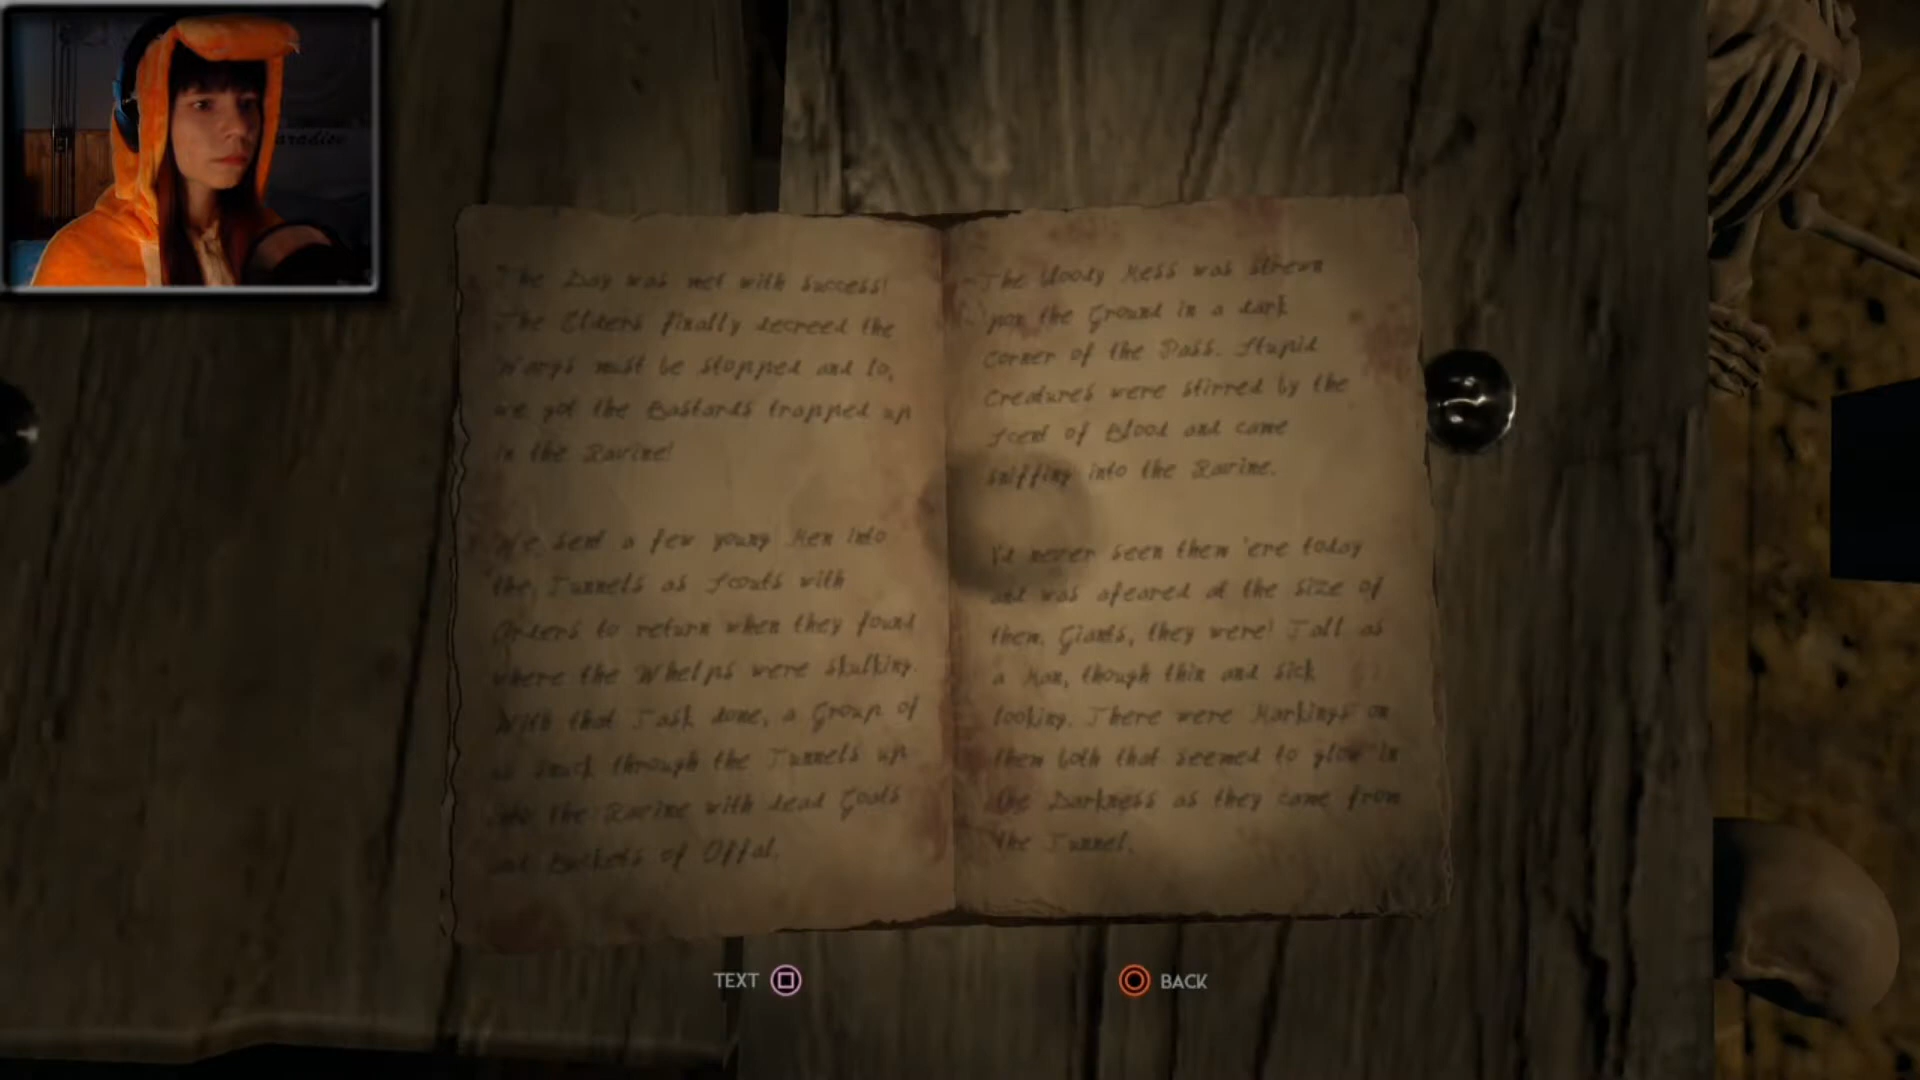 aradise
The Day was met with success!
The Elders finally decreed the
Wargs must be stopped and lo,
we got the Bastards trapped up
in the Ravine!
We sent a few young Men into
the Tunnels as Scouts with
Orders to return when they found
where the Whelps were skulking.
With that Task done, a Group of
us snuck through the Tunnels up
into the Ravine with dead Goats
and Buckets of Offal.
The bloody Mess was strewn
pon the Ground in a dark
Corner of the Pass. Stupid
Creatures were stirred by the
Scent of Blood and came
sniffing into the Ravine.
I'd never seen them 'ere today
and was afeared at the size of
them. Giants, they were! Tall as
a Man, though thin and sick
looking. There were Markings on
them both that seemed to glow in
the Darkness as they came from
the Tunnel.
TEXT
BACK